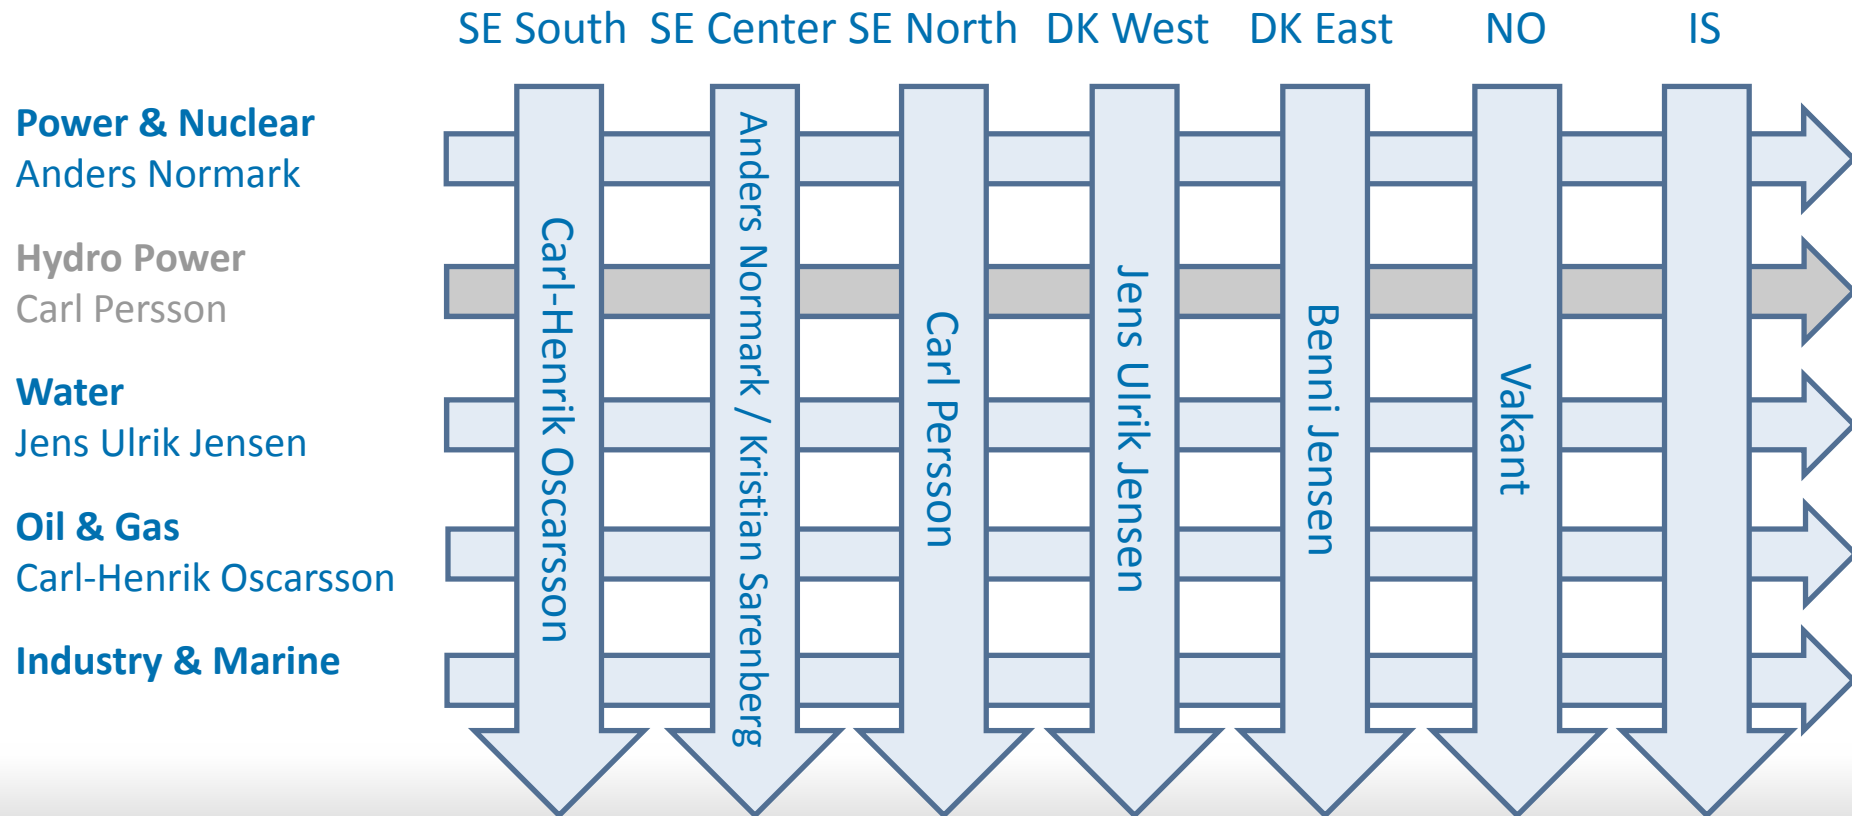 SE South SE Center SE North DK West DK East NO IS
Power & Nuclear
Anders Normark
Hydro Power
Carl Persson
Water
Jens Ulrik Jensen
Oil & Gas
Carl-Henrik Oscarsson
Industry & Marine
Carl-Henrik Oscarsson
Anders Normark / Kristian Sarenberg
Carl Persson
Jens Ulrik Jensen
Benni Jensen
Vakant